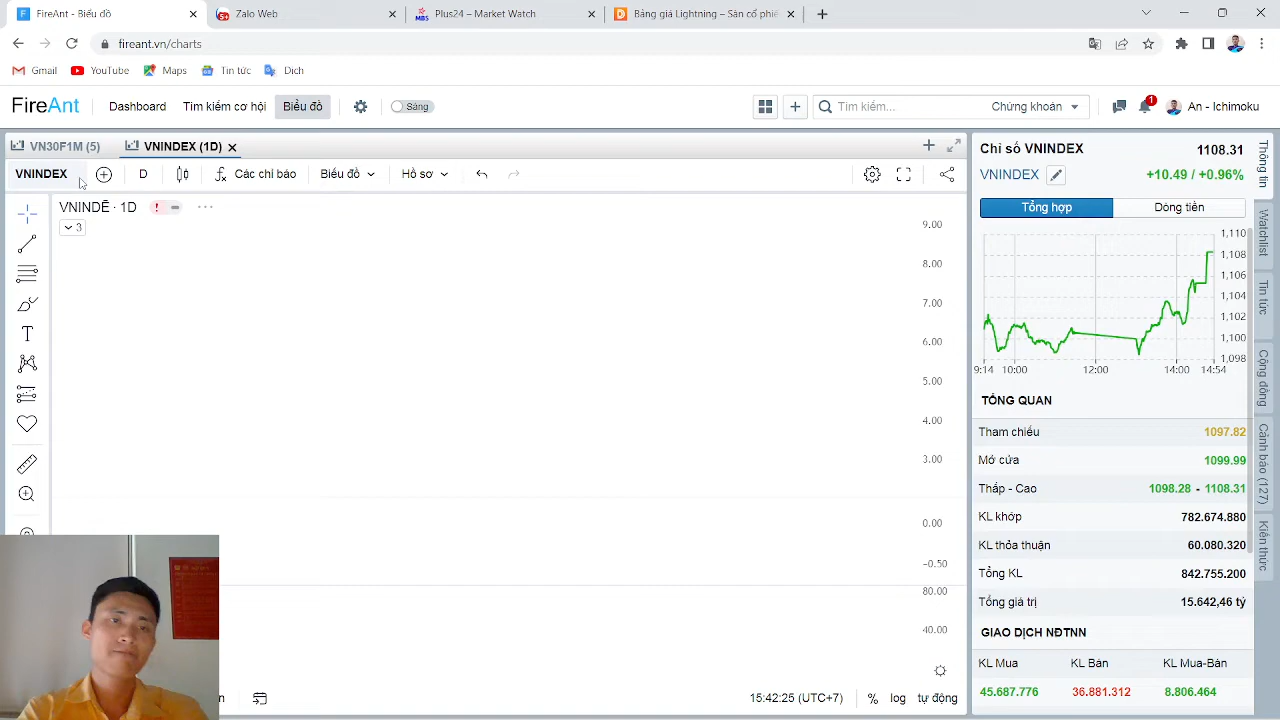 FireAnt - Biểu đồ
Zalo Web
MBS Plus24 – Market Watch
Bảng giá Lightning – Sàn cổ phiế
fireant.vn/charts
Gmail
YouTube
Maps
Tin tức
Dịch
FireAnt
Dashboard
Tìm kiếm cơ hội
Biểu đồ
Sáng
Tìm kiếm...
Chứng khoán
1
An - Ichimoku
VN30F1M (5)
VNINDEX (1D)
VNINDEX
D
Các chỉ báo
Biểu đồ
Hồ sơ
VNINDE · 1D
3
9.00
8.00
7.00
6.00
5.00
4.00
3.00
0.00
−0.50
80.00
40.00
15:42:25 (UTC+7)
%
log
tự động
Chỉ số VNINDEX 1108.31
VNINDEX +10.49 / +0.96%
Tổng hợp
Dòng tiền
1,110
1,108
1,106
1,104
1,102
1,100
1,098
9:14 10:00 12:00 14:00 14:54
TỔNG QUAN
Tham chiếu 1097.82
Mở cửa 1099.99
Thấp - Cao 1098.28 - 1108.31
KL khớp 782.674.880
KL thỏa thuận 60.080.320
Tổng KL 842.755.200
Tổng giá trị 15.642,46 tỷ
GIAO DỊCH NĐTNN
KL Mua KL Bán KL Mua-Bán
45.687.776 36.881.312 8.806.464
Thông tin
Watchlist
Tin tức
Cộng đồng
Cảnh báo (127)
Kiến thức